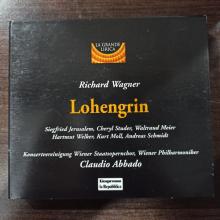 LA GRANDE
LIRICA
Richard Wagner
Lohengrin
Siegfried Jerusalem, Cheryl Studer, Waltraud Meier
Hartmut Welker, Kurt Moll, Andreas Schmidt
Konzertvereinigung Wiener Staatsopernchor, Wiener Philharmoniker
Claudio Abbado
la Repubblica